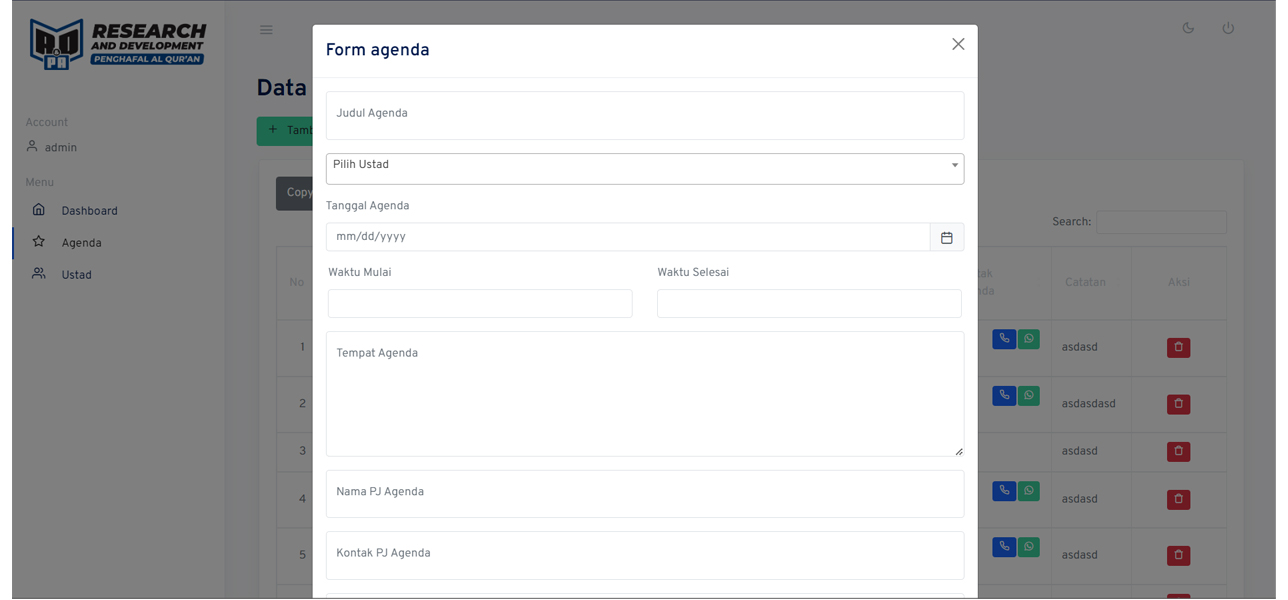 RESEARCH
AND DEVELOPMENT
PENGHAFAL AL QUR'AN
Account
admin
Menu
Dashboard
Agenda
Ustad
Data
Tamb
Copy
Search:
No
tak
nda
Catatan
Aksi
1
asdasd
2
asdasdasd
3
asdasd
4
asdasd
5
asdasd
Form agenda
Judul Agenda
Pilih Ustad
Tanggal Agenda
mm/dd/yyyy
Waktu Mulai
Waktu Selesai
Tempat Agenda
Nama PJ Agenda
Kontak PJ Agenda